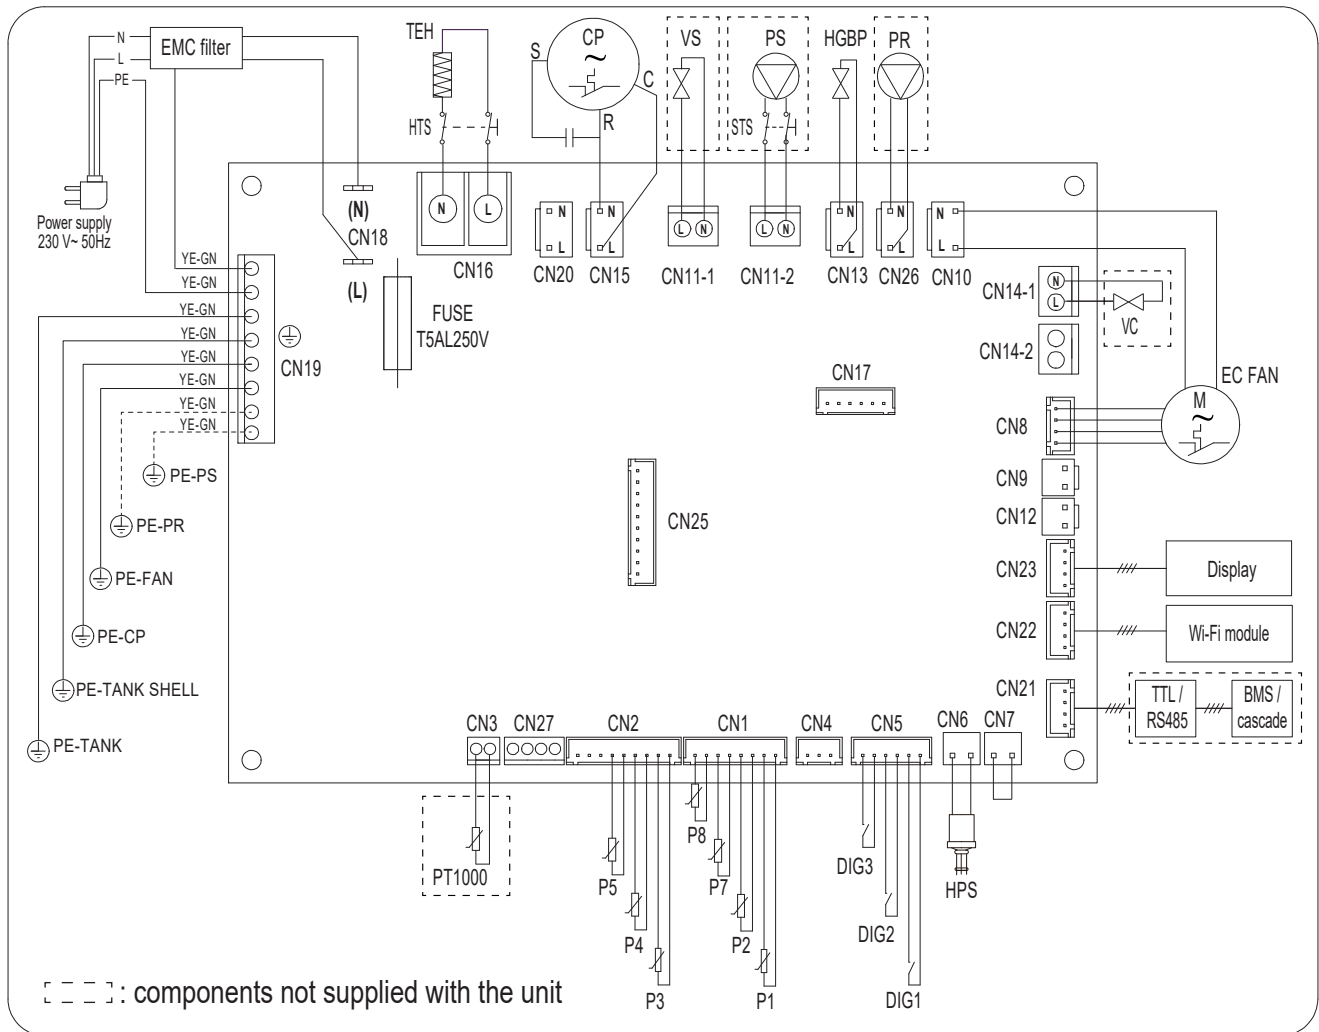 N
L
PE
EMC filter
Power supply
230 V~ 50Hz
TEH
HTS
S
CP
~
C
R
VS
PS
STS
HGBP
PR
(N)
CN18
(L)
N
L
CN16
N
L
CN20
N
L
CN15
L
N
CN11-1
L
N
CN11-2
N
L
CN13
N
L
CN26
N
L
CN10
CN14-1
N
L
VC
CN14-2
FUSE
T5AL250V
YE-GN
YE-GN
YE-GN
YE-GN
YE-GN
YE-GN
YE-GN
YE-GN
CN19
CN17
EC FAN
M
~
CN8
CN9
CN12
CN25
CN23
Display
CN22
Wi-Fi module
CN21
TTL /
RS485
BMS /
cascade
PE-PS
PE-PR
PE-FAN
PE-CP
PE-TANK SHELL
PE-TANK
CN3
CN27
CN2
CN1
CN4
CN5
CN6
CN7
PT1000
P5
P4
P3
P8
P7
P2
P1
DIG3
DIG2
DIG1
HPS
: components not supplied with the unit